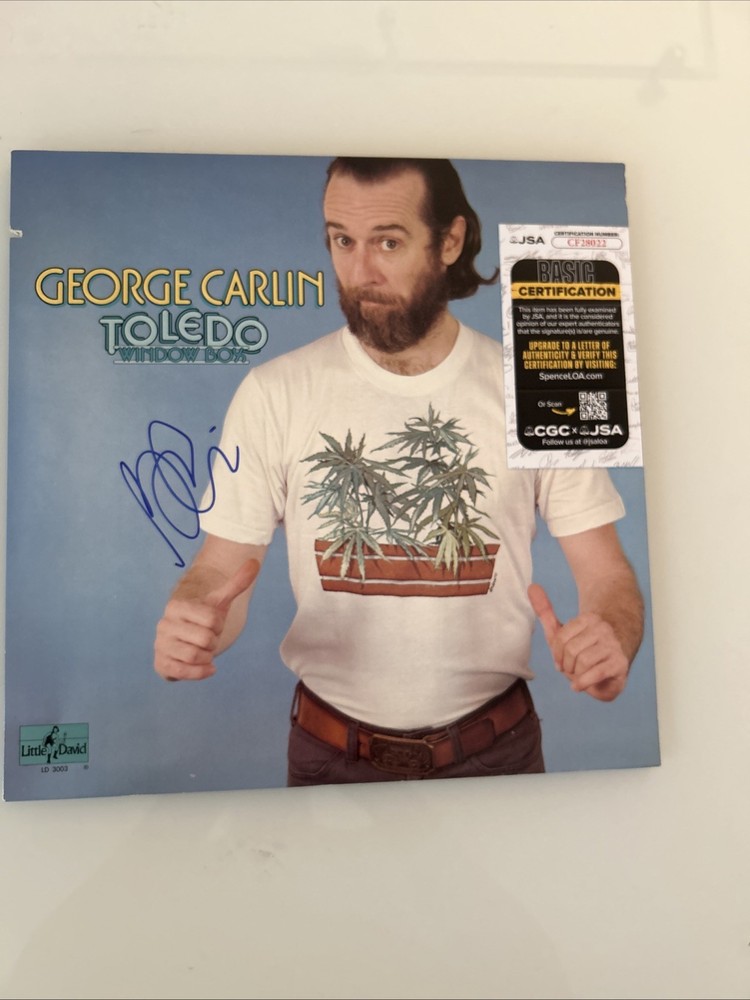 GEORGE CARLIN
TOLEDO
WINDOW BOX
Little David
LD 3003
JSA
CERTIFICATION NUMBER:
CF28022
BASIC
CERTIFICATION
This item has been fully examined
by JSA, and it is the considered
opinion of our expert authenticators
that the signature(s) is/are genuine.
UPGRADE TO A LETTER OF
AUTHENTICITY & VERIFY THIS
CERTIFICATION BY VISITING:
SpenceLOA.com
Or Scan
CGC x JSA
Follow us at @jsaloa